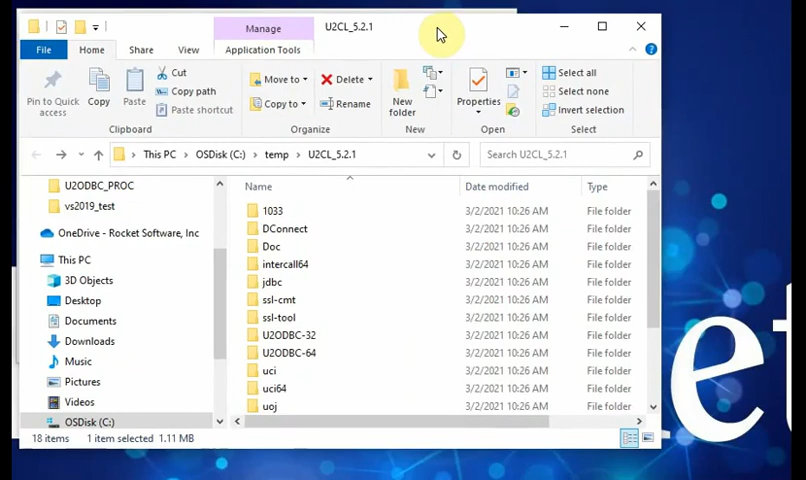 Manage
U2CL_5.2.1
File
Home
Share
View
Application Tools
Pin to Quick access
Copy
Paste
Cut
Copy path
Paste shortcut
Clipboard
Move to
Copy to
Delete
Rename
Organize
New folder
New
Properties
Open
Select all
Select none
Invert selection
This PC > OSDisk (C:) > temp > U2CL_5.2.1
Search U2CL_5.2.1
U2ODBC_PROC
vs2019_test
OneDrive - Rocket Software, Inc
This PC
3D Objects
Desktop
Documents
Downloads
Music
Pictures
Videos
OSDisk (C:)
Name Date modified Type
1033 3/2/2021 10:26 AM File folder
DConnect 3/2/2021 10:26 AM File folder
Doc 3/2/2021 10:26 AM File folder
intercall64 3/2/2021 10:26 AM File folder
jdbc 3/2/2021 10:26 AM File folder
ssl-cmt 3/2/2021 10:26 AM File folder
ssl-tool 3/2/2021 10:26 AM File folder
U2ODBC-32 3/2/2021 10:26 AM File folder
U2ODBC-64 3/2/2021 10:26 AM File folder
uci 3/2/2021 10:26 AM File folder
uci64 3/2/2021 10:26 AM File folder
uoj 3/2/2021 10:26 AM File folder
18 items 1 item selected 1.11 MB